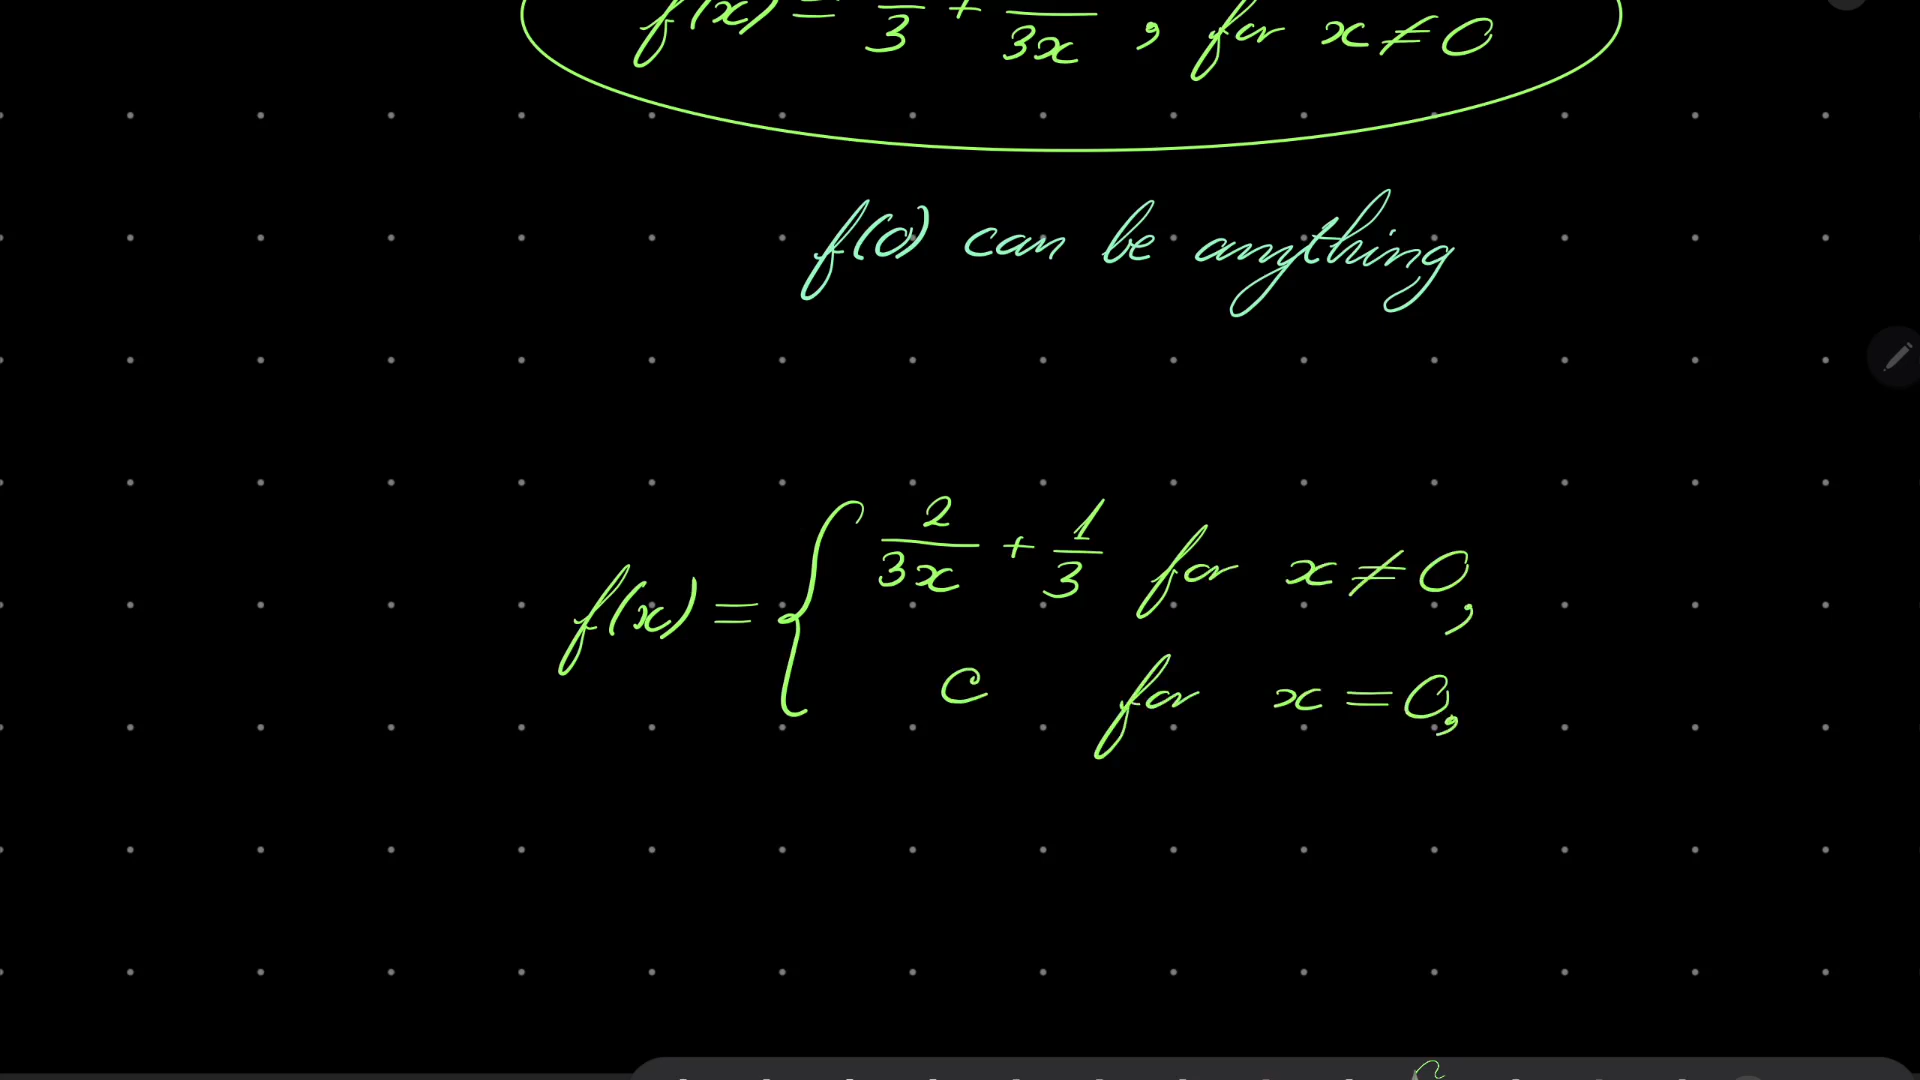 f(x) = /3 + /3x , for x ≠ 0
f(0) can be anything
f(x) = { 2/3x + 1/3 for x ≠ 0,
c for x = 0,